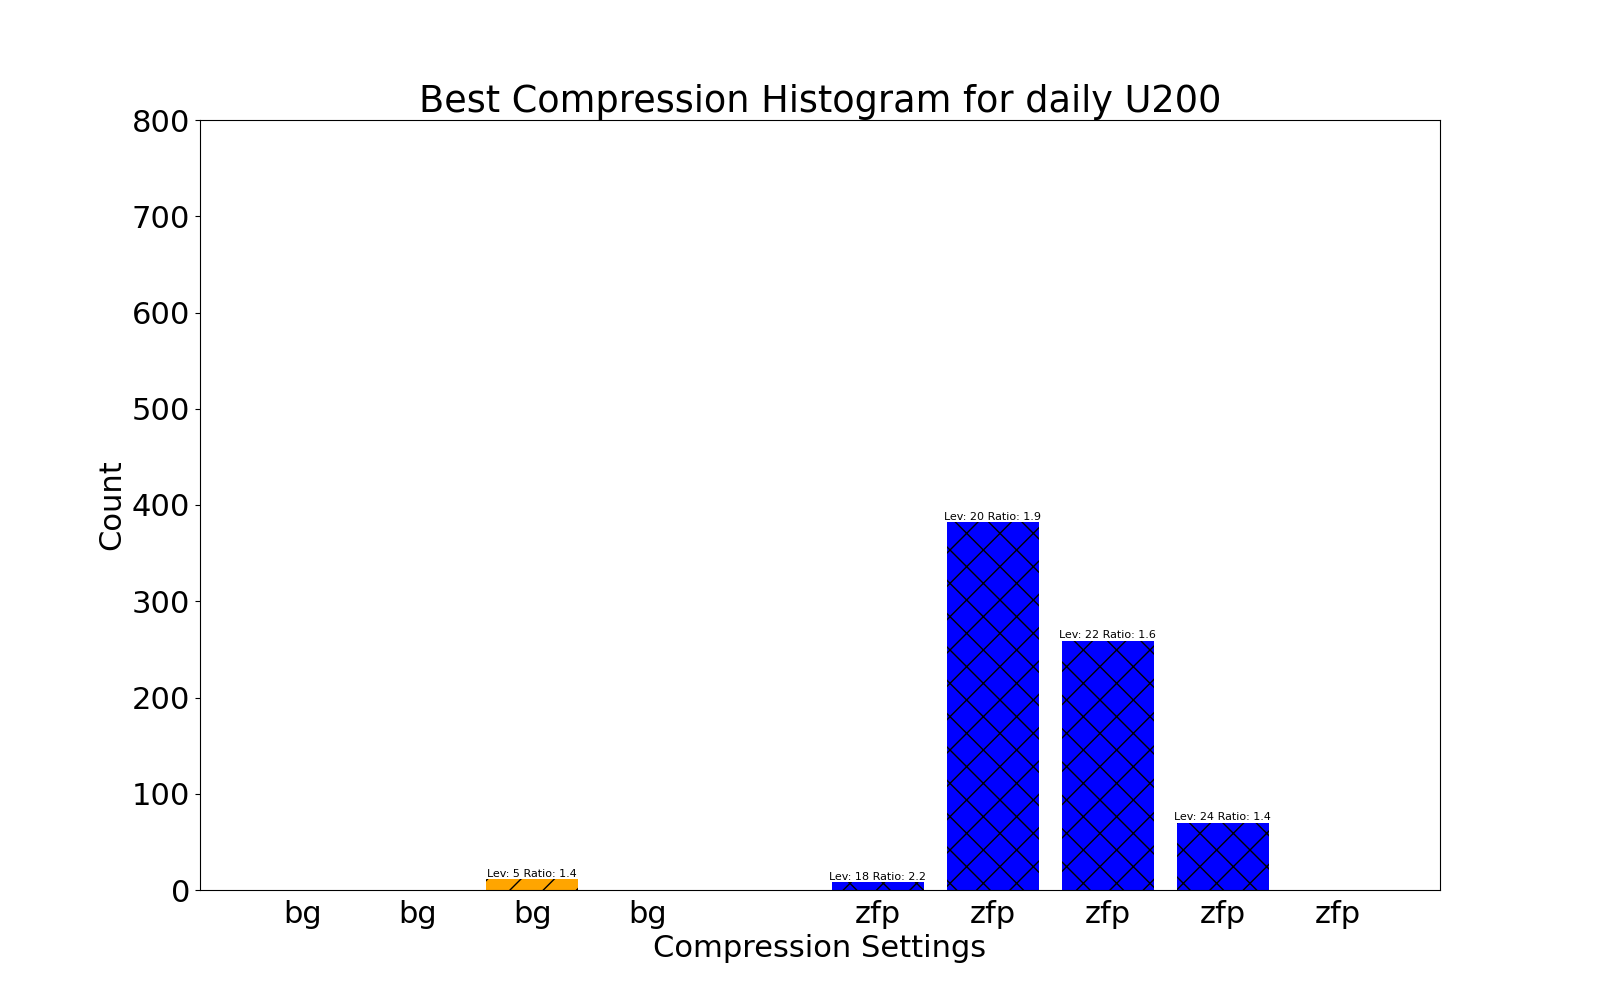 Best Compression Histogram for daily U200
800
700
600
500
400
300
200
100
0
Count
Lev: 5 Ratio: 1.4
Lev: 18 Ratio: 2.2
Lev: 20 Ratio: 1.9
Lev: 22 Ratio: 1.6
Lev: 24 Ratio: 1.4
bg bg bg bg zfp zfp zfp zfp zfp
Compression Settings